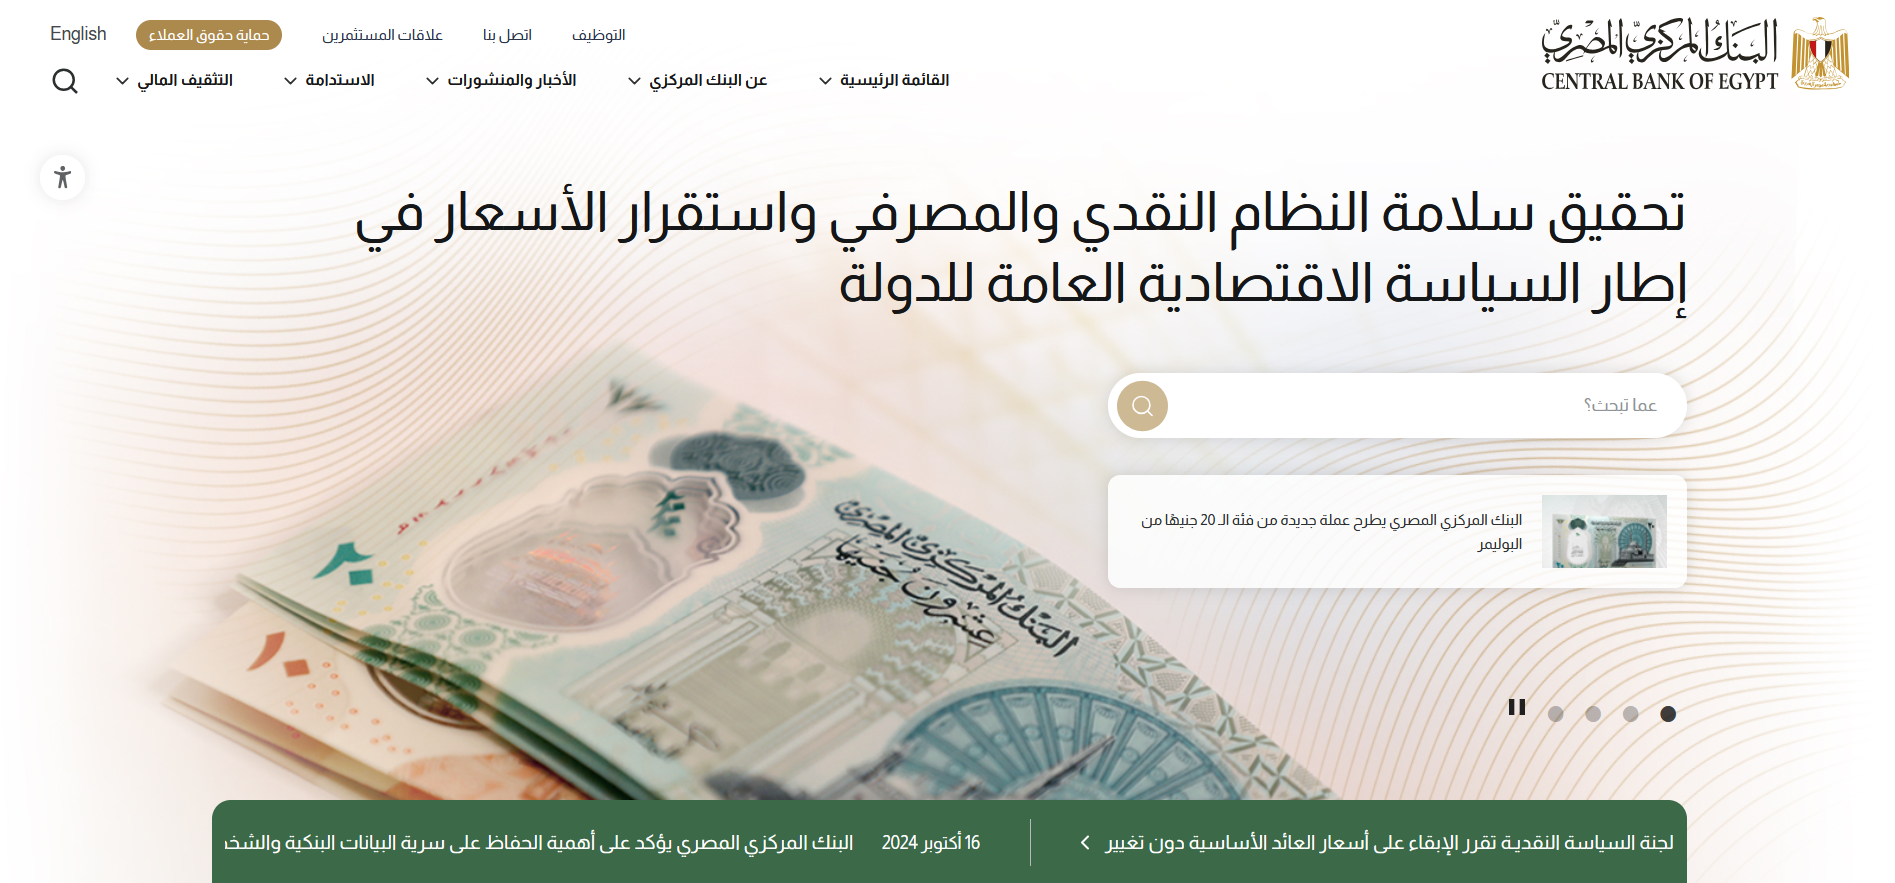 البنك المركزي المصري
CENTRAL BANK OF EGYPT
التوظيف
اتصل بنا
علاقات المستثمرين
حماية حقوق العملاء
English
القائمة الرئيسية
عن البنك المركزي
الأخبار والمنشورات
الاستدامة
التثقيف المالي
تحقيق سلامة النظام النقدي والمصرفي واستقرار الأسعار في
إطار السياسة الاقتصادية العامة للدولة
عما تبحث؟
البنك المركزي المصري يطرح عملة جديدة من فئة الـ 20 جنيهًا من
البوليمر
البنك المركزي المصري
عشرون جنيهاً
٢٠
١٠
لجنة السياسة النقدية تقرر الإبقاء على أسعار العائد الأساسية دون تغيير
16 أكتوبر 2024
البنك المركزي المصري يؤكد على أهمية الحفاظ على سرية البيانات البنكية